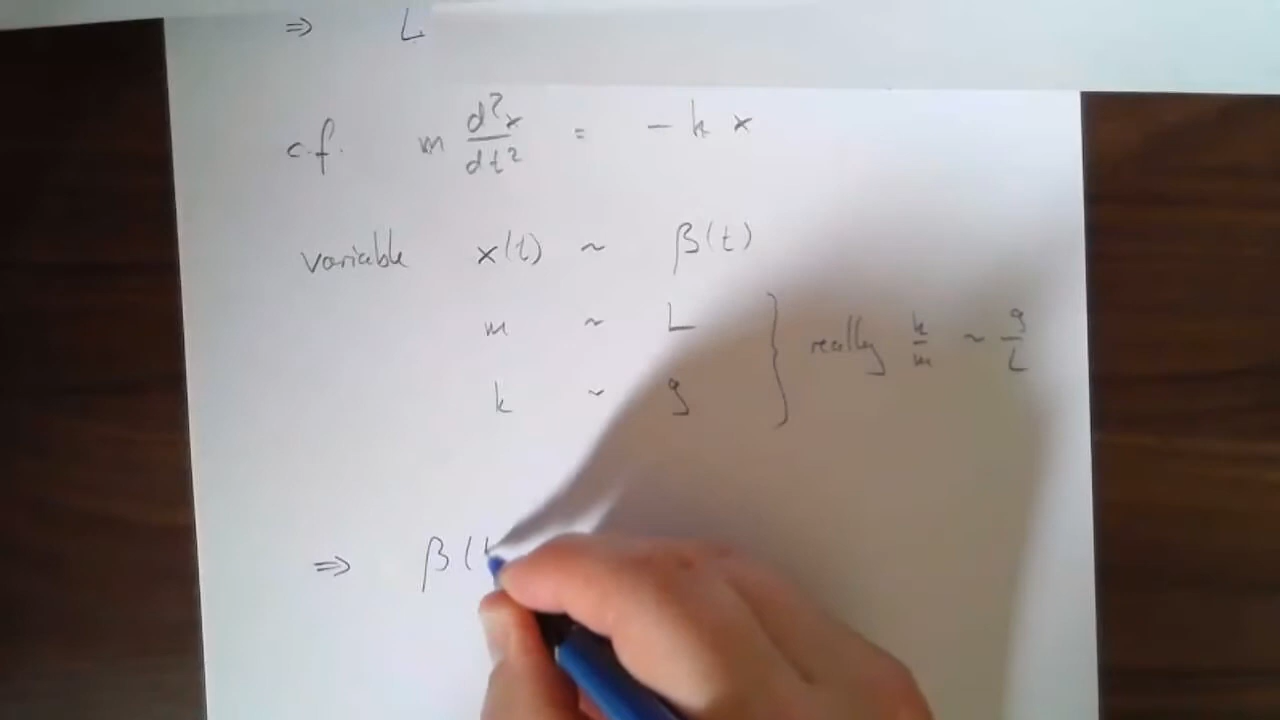 ⇒ L
c.f. m d²x/dt² = - k x
variable x(t) ~ β(t)
m ~ L
k ~ g
} really k/m ~ g/L
⇒ β(t